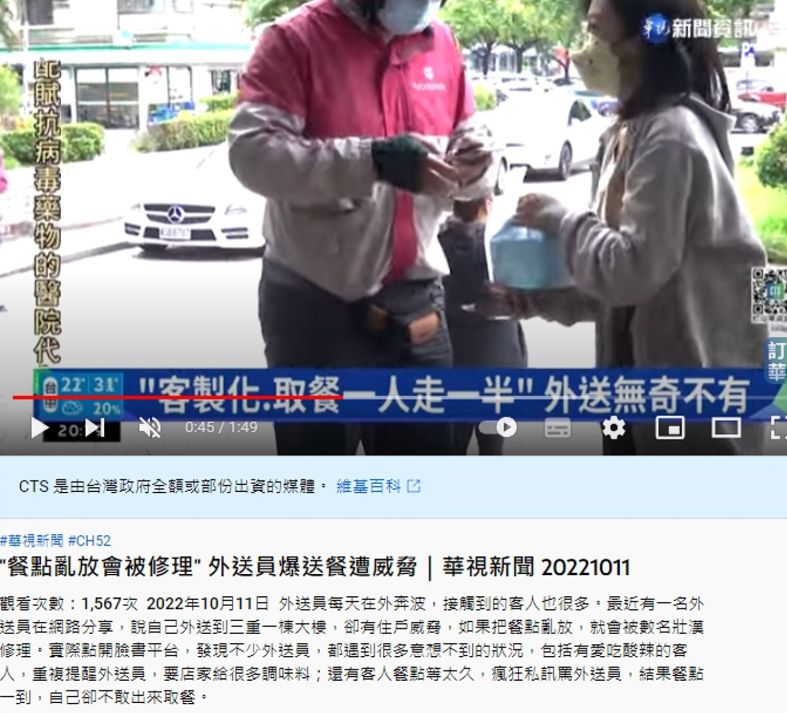 華視 新聞資訊
配賦抗病毒藥物的醫院代
CTS
訂
華
台中 22° 31°
20%
"客製化.取餐一人走一半" 外送無奇不有
20:
0:45 / 1:49
CTS 是由台灣政府全額或部份出資的媒體。 維基百科
#華視新聞 #CH52
"餐點亂放會被修理" 外送員爆送餐遭威脅｜華視新聞 20221011
觀看次數：1,567次 2022年10月11日 外送員每天在外奔波，接觸到的客人也很多。最近有一名外
送員在網路分享，說自己外送到三重一棟大樓，卻有住戶威脅，如果把餐點亂放，就會被數名壯漢
修理。實際點開臉書平台，發現不少外送員，都遇到很多意想不到的狀況，包括有愛吃酸辣的客
人，重複提醒外送員，要店家給很多調味料；還有客人餐點等太久，瘋狂私訊罵外送員，結果餐點
一到，自己卻不敢出來取餐。